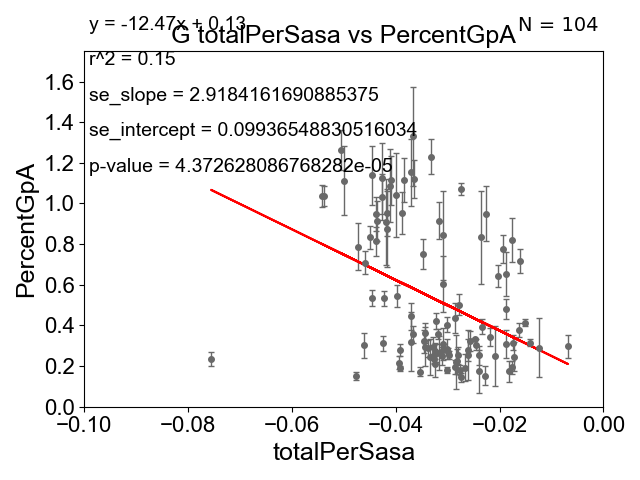 y = -12.47x + 0.13
N = 104
G totalPerSasa vs PercentGpA
r^2 = 0.15
se_slope = 2.9184161690885375
se_intercept = 0.09936548830516034
p-value = 4.372628086768282e-05
PercentGpA
1.6
1.4
1.2
1.0
0.8
0.6
0.4
0.2
0.0
−0.10
−0.08
−0.06
−0.04
−0.02
0.00
totalPerSasa